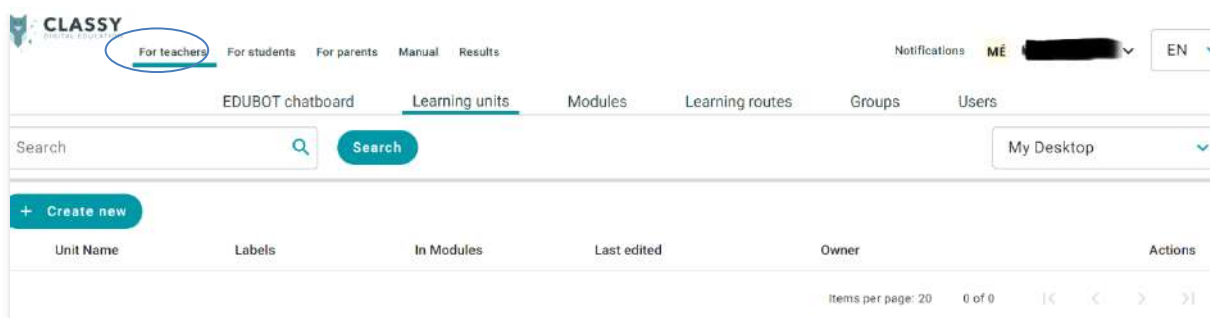 CLASSY
DIGITAL EDUCATION
For teachers For students For parents Manual Results Notifications MÉ EN
EDUBOT chatboard Learning units Modules Learning routes Groups Users
Search Search My Desktop
+ Create new
Unit Name Labels In Modules Last edited Owner Actions
Items per page: 20 0 of 0